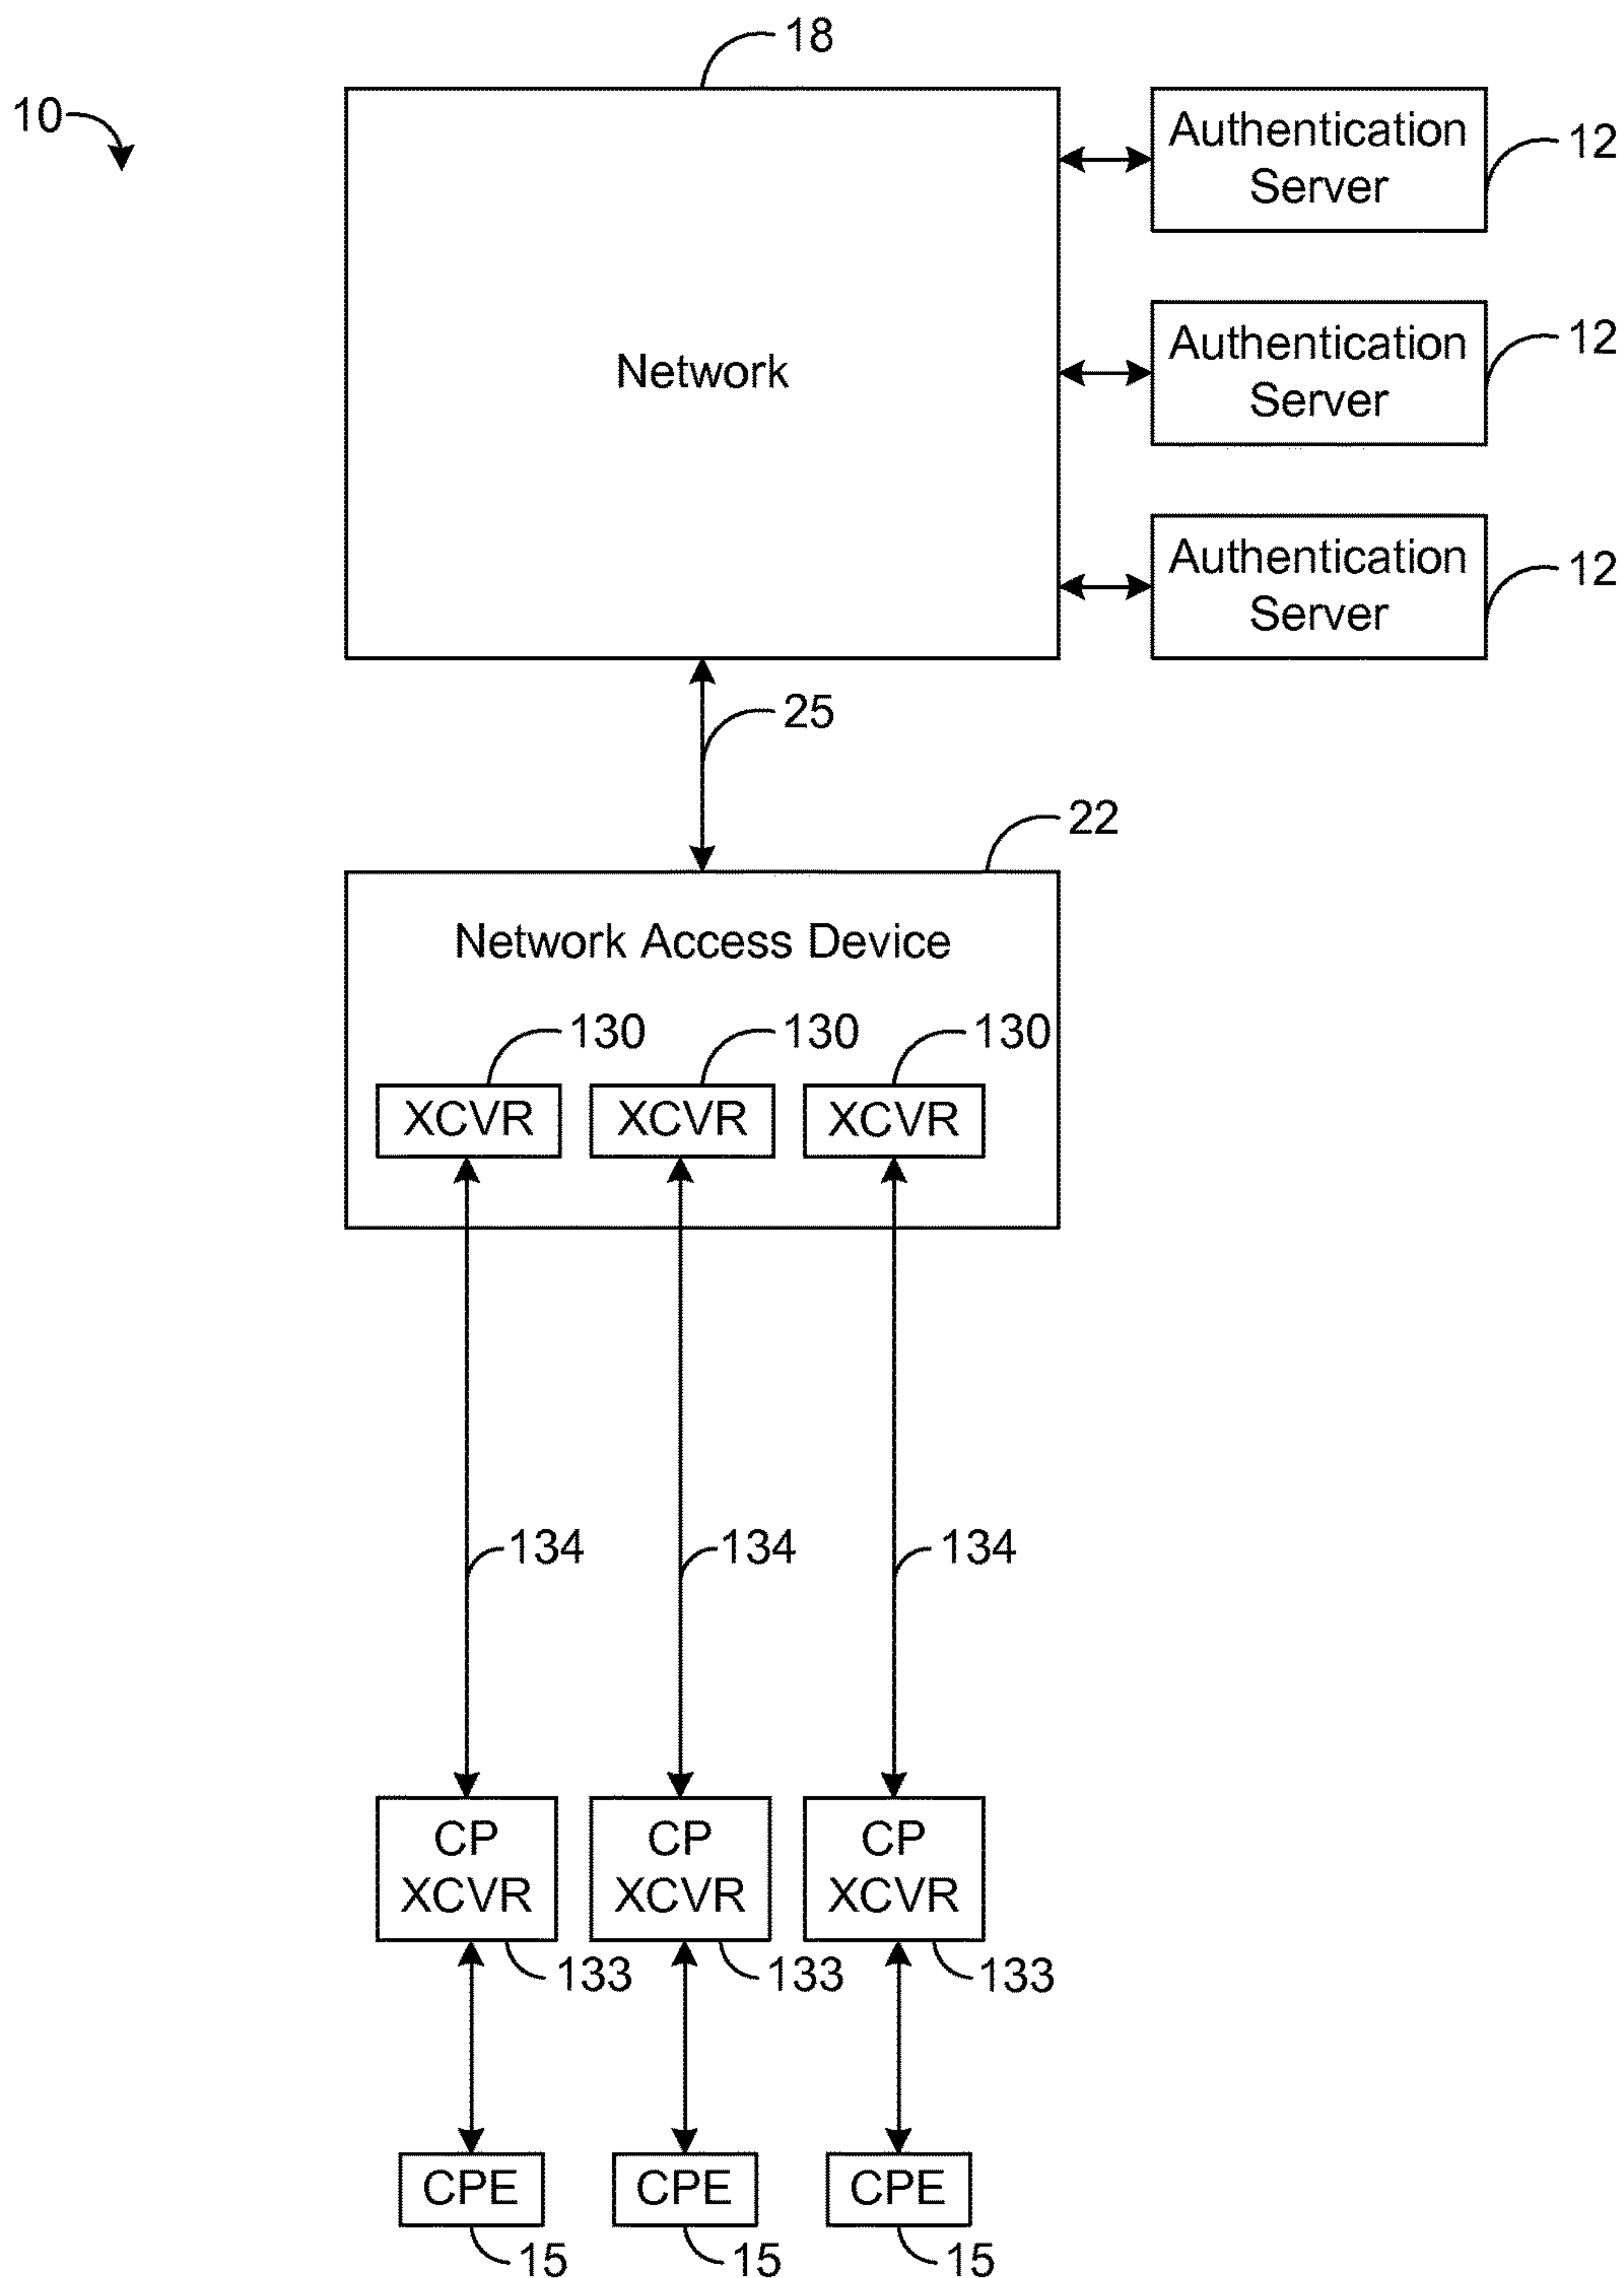 18
10
Authentication
Server
12
Network
Authentication
Server
12
Authentication
Server
12
25
22
Network Access Device
130 130 130
XCVR XCVR XCVR
134 134 134
CP CP CP
XCVR XCVR XCVR
133 133 133
CPE CPE CPE
15 15 15